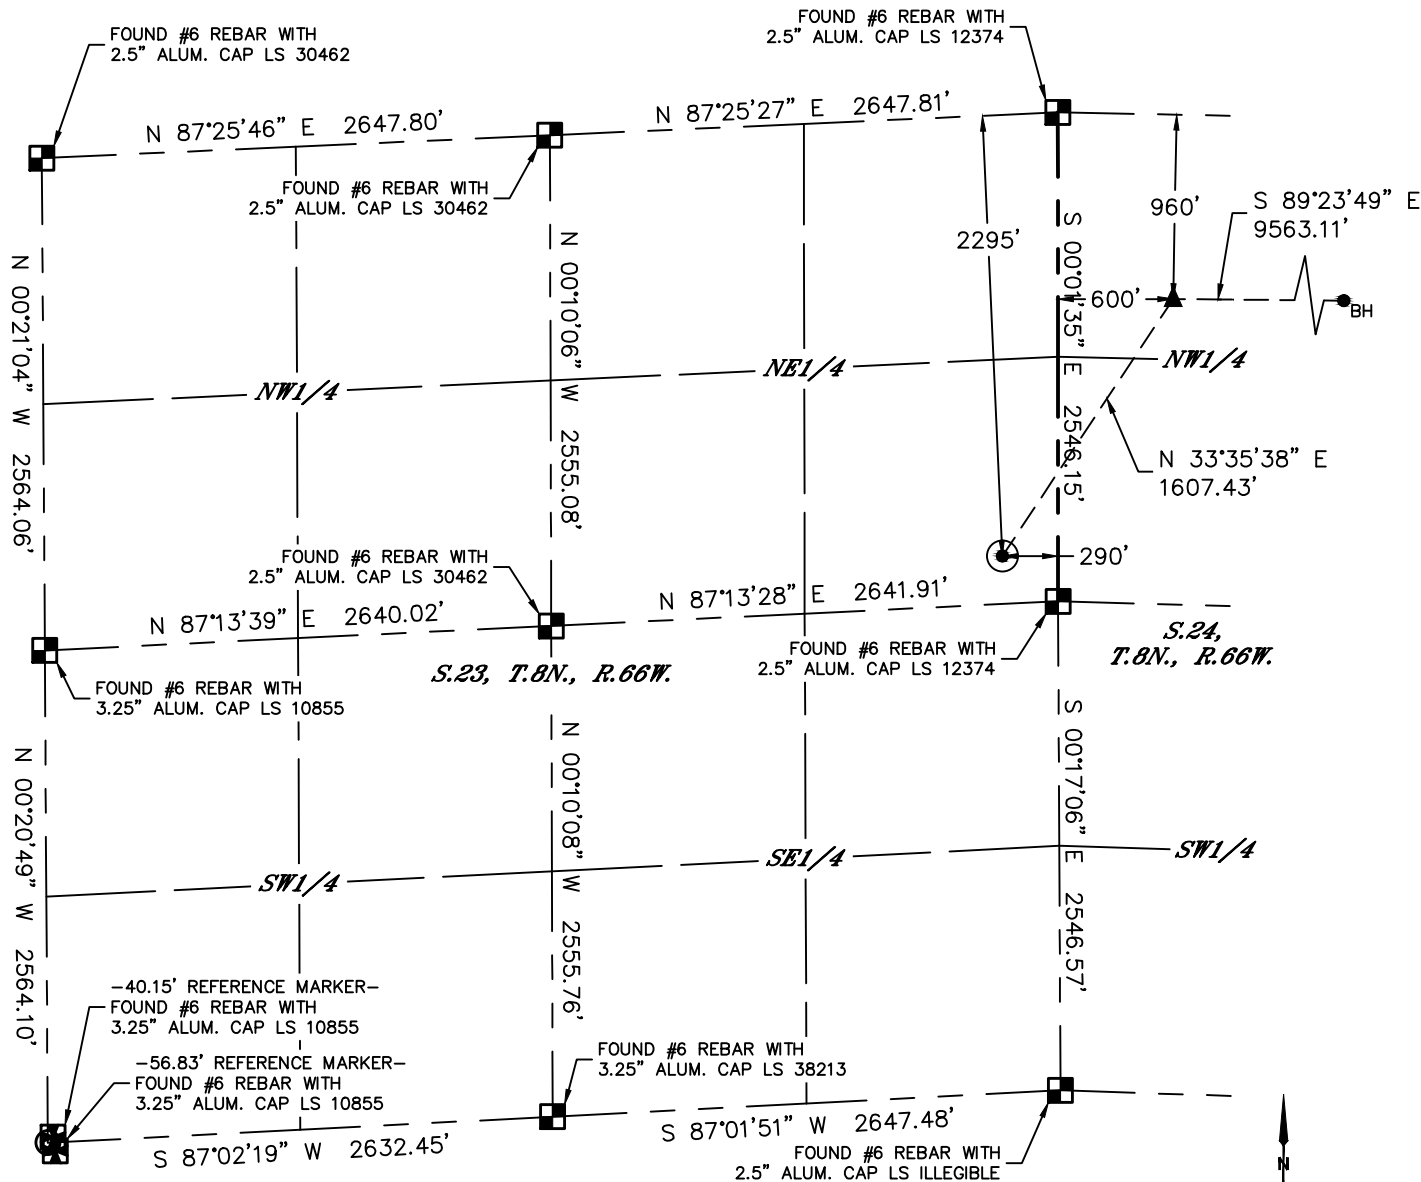 FOUND #6 REBAR WITH
2.5" ALUM. CAP LS 30462
FOUND #6 REBAR WITH
2.5" ALUM. CAP LS 12374
N 87°25'46" E 2647.80'
N 87°25'27" E 2647.81'
FOUND #6 REBAR WITH
2.5" ALUM. CAP LS 30462
2295'
960'
S 89°23'49" E
9563.11'
600'
BH
N 00°21'04" W 2564.06'
N 00°10'06" W 2555.08'
S 00°01'35" E 2546.15'
NW1/4
NE1/4
NW1/4
N 33°35'38" E
1607.43'
290'
FOUND #6 REBAR WITH
2.5" ALUM. CAP LS 30462
N 87°13'39" E 2640.02'
N 87°13'28" E 2641.91'
FOUND #6 REBAR WITH
2.5" ALUM. CAP LS 12374
S.24,
T.8N., R.66W.
S.23, T.8N., R.66W.
FOUND #6 REBAR WITH
3.25" ALUM. CAP LS 10855
N 00°20'49" W 2564.10'
N 00°10'08" W 2555.76'
S 00°17'06" E 2546.57'
SW1/4
SE1/4
SW1/4
-40.15' REFERENCE MARKER-
FOUND #6 REBAR WITH
3.25" ALUM. CAP LS 10855
-56.83' REFERENCE MARKER-
FOUND #6 REBAR WITH
3.25" ALUM. CAP LS 10855
FOUND #6 REBAR WITH
3.25" ALUM. CAP LS 38213
S 87°02'19" W 2632.45'
S 87°01'51" W 2647.48'
FOUND #6 REBAR WITH
2.5" ALUM. CAP LS ILLEGIBLE
N